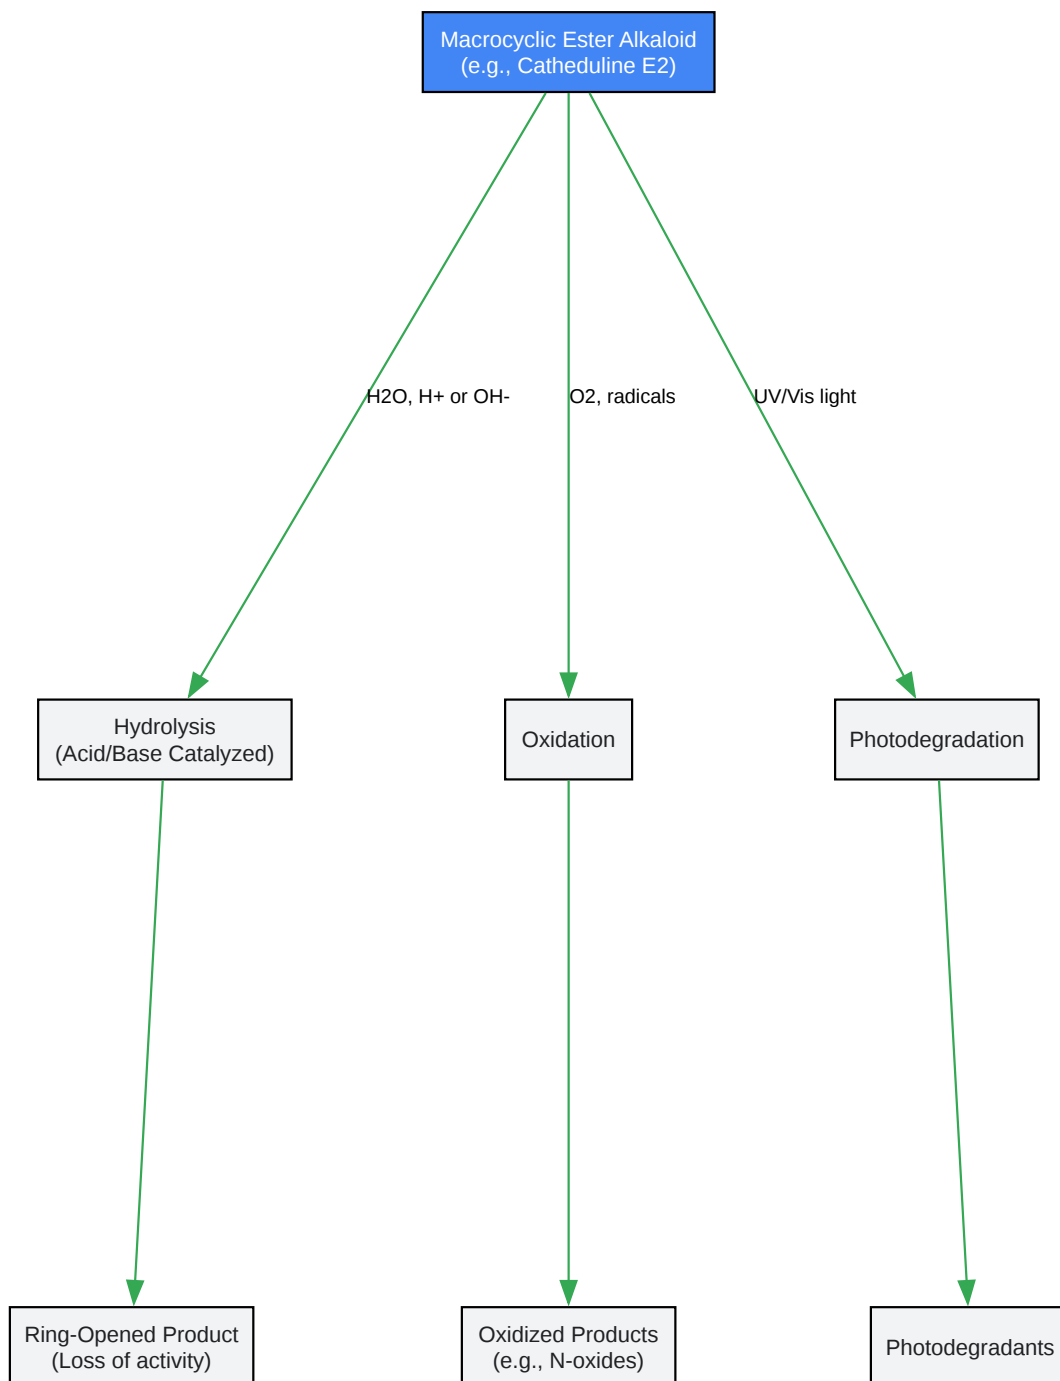 Macrocyclic Ester Alkaloid
(e.g., Catheduline E2)
H2O, H+ or OH-
O2, radicals
UV/Vis light
Hydrolysis
(Acid/Base Catalyzed)
Oxidation
Photodegradation
Ring-Opened Product
(Loss of activity)
Oxidized Products
(e.g., N-oxides)
Photodegradants